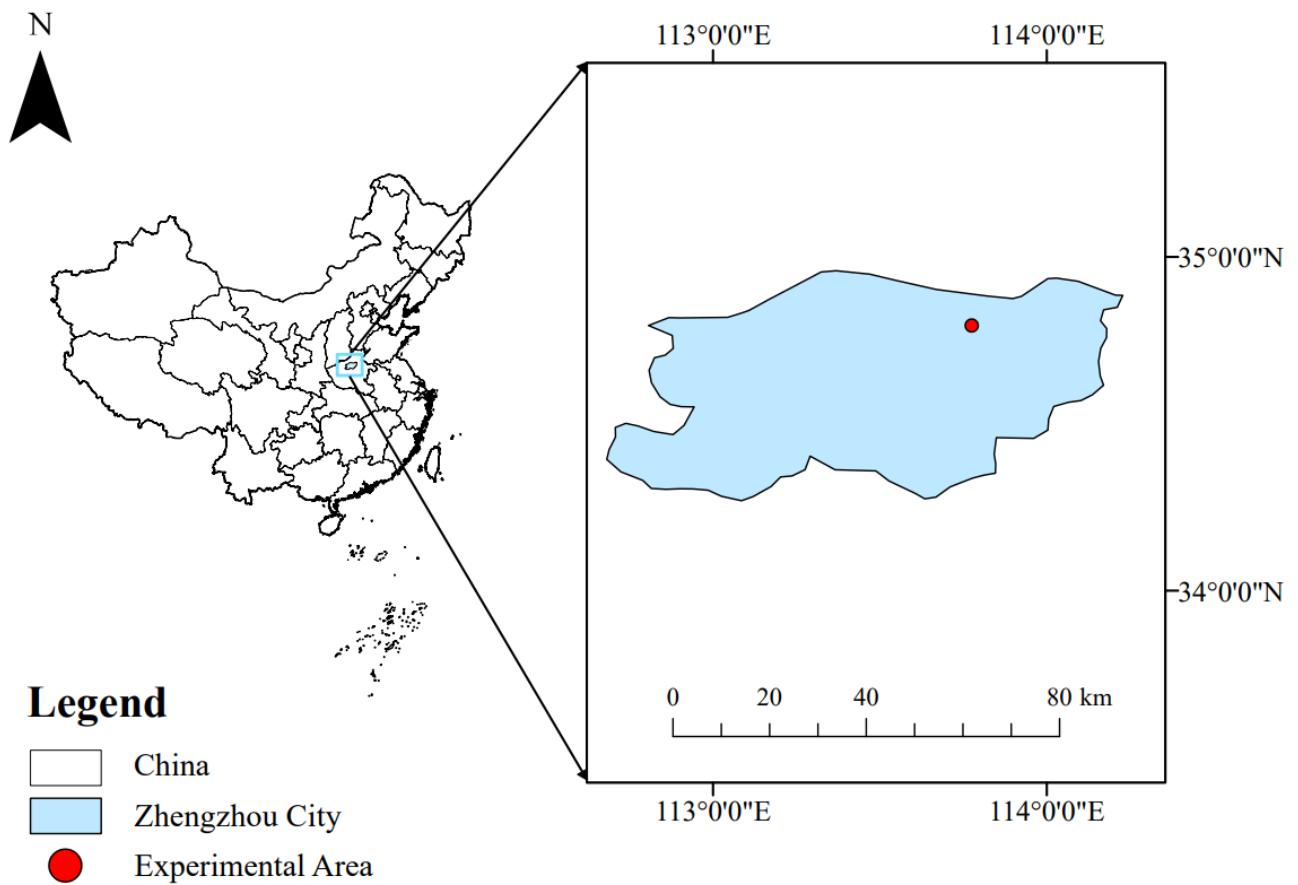 N
113°0'0"E 114°0'0"E
35°0'0"N
34°0'0"N
0 20 40 80 km
113°0'0"E 114°0'0"E
Legend
China
Zhengzhou City
Experimental Area